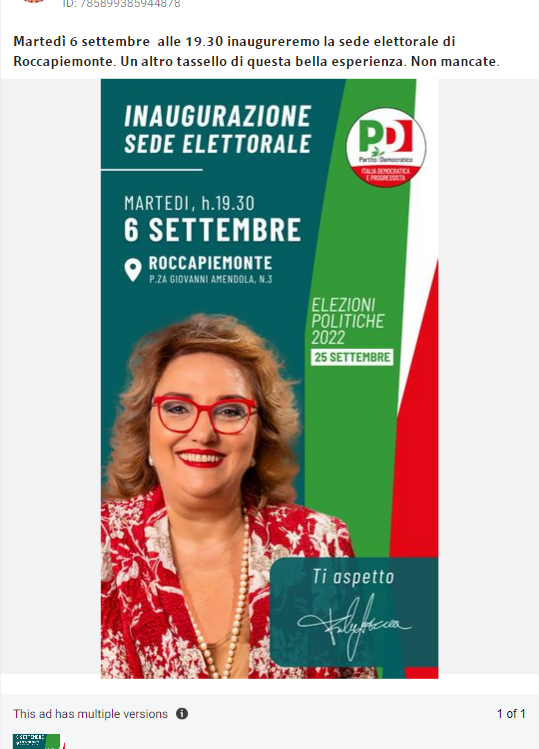 ID: 785899385944878
Martedì 6 settembre alle 19.30 inaugureremo la sede elettorale di
Roccapiemonte. Un altro tassello di questa bella esperienza. Non mancate.
INAUGURAZIONE
SEDE ELETTORALE
PD
Partito Democratico
ITALIA DEMOCRATICA
E PROGRESSISTA
MARTEDI, h.19.30
6 SETTEMBRE
ROCCAPIEMONTE
P.ZA GIOVANNI AMENDOLA, N.3
ELEZIONI
POLITICHE
2022
25 SETTEMBRE
Ti aspetto
This ad has multiple versions
1 of 1
6 SETTEMBRE